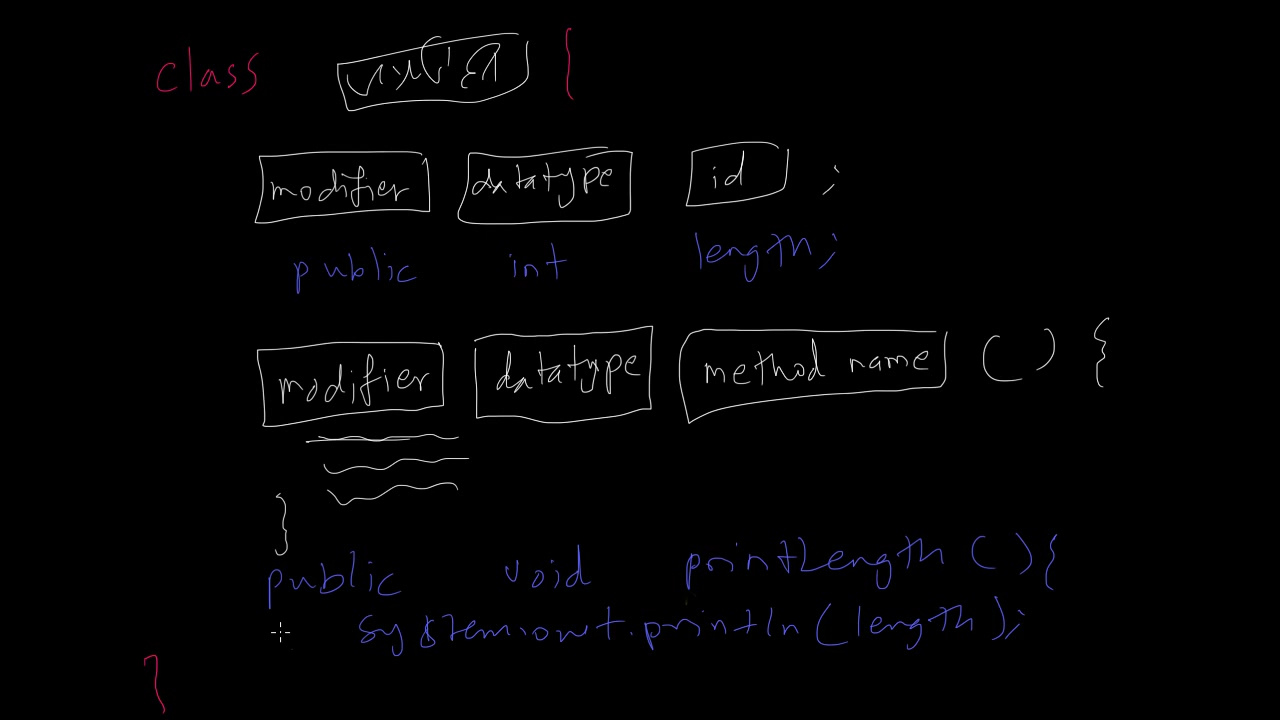 class {
modifier datatype id ;
public int length;
modifier datatype method name ( ) {
}
public void printLength ( ) {
system.out.println (length);
}